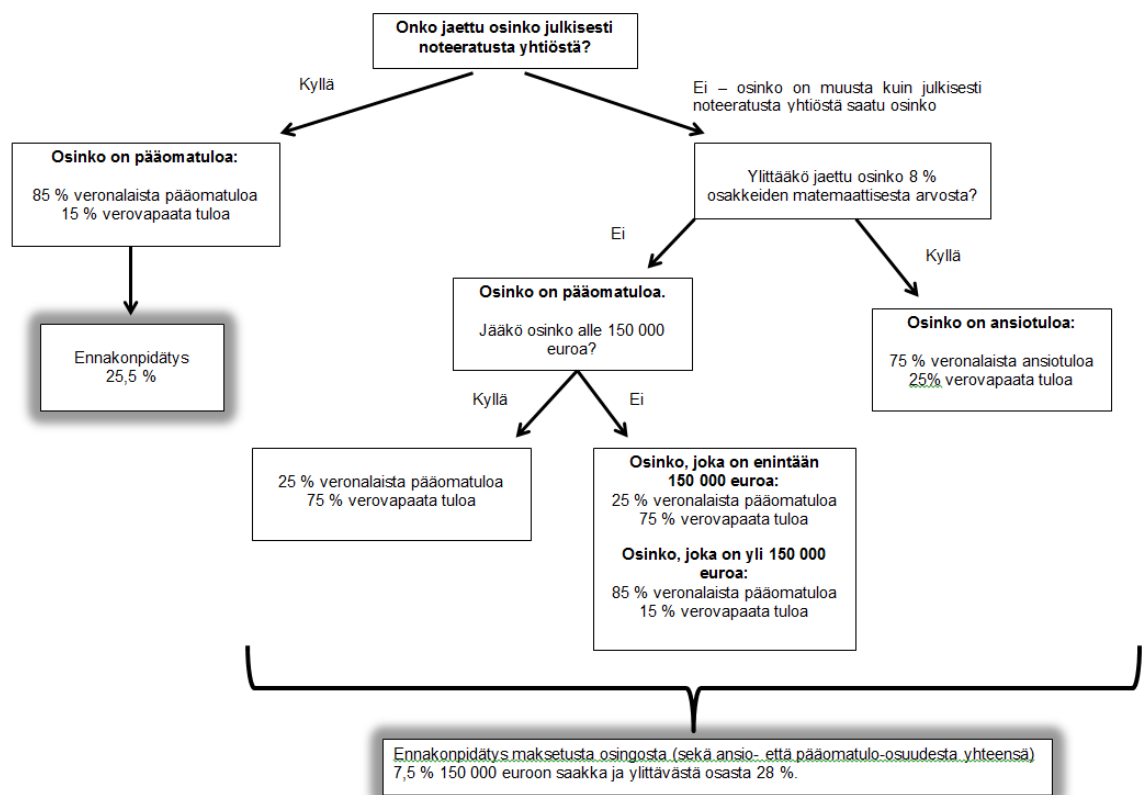 Onko jaettu osinko julkisesti
noteeratusta yhtiöstä?
Kyllä
Ei – osinko on muusta kuin julkisesti
noteeratusta yhtiöstä saatu osinko
Osinko on pääomatuloa:
85 % veronalaista pääomatuloa
15 % verovapaata tuloa
Ylittääkö jaettu osinko 8 %
osakkeiden matemaattisesta arvosta?
Ei
Kyllä
Ennakonpidätys
25,5 %
Osinko on pääomatuloa.
Jääkö osinko alle 150 000
euroa?
Osinko on ansiotuloa:
75 % veronalaista ansiotuloa
25% verovapaata tuloa
Kyllä
Ei
25 % veronalaista pääomatuloa
75 % verovapaata tuloa
Osinko, joka on enintään
150 000 euroa:
25 % veronalaista pääomatuloa
75 % verovapaata tuloa
Osinko, joka on yli 150 000
euroa:
85 % veronalaista pääomatuloa
15 % verovapaata tuloa
Ennakonpidätys maksetusta osingosta (sekä ansio- että pääomatulo-osuudesta yhteensä)
7,5 % 150 000 euroon saakka ja ylittävästä osasta 28 %.